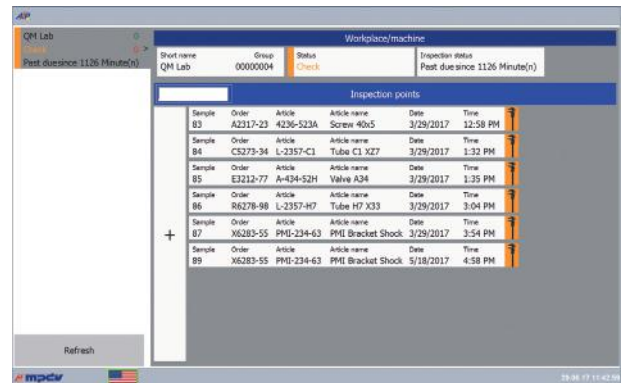 AIP
QM Lab 0
Check 0 >
Past due since 1126 Minute(n)
Workplace/machine
Short name Group Status Inspection status
QM Lab 00000004 Check Past due since 1126 Minute(n)
Inspection points
Sample Order Article Article name Date Time
83 A2317-23 4236-523A Screw 40x5 3/29/2017 12:58 PM
Sample Order Article Article name Date Time
84 C5273-34 L-2357-C1 Tube C1 XZ7 3/29/2017 1:32 PM
Sample Order Article Article name Date Time
85 E3212-77 A-434-52H Valve A34 3/29/2017 1:35 PM
Sample Order Article Article name Date Time
86 R6278-98 L-2357-H7 Tube H7 X33 3/29/2017 3:04 PM
Sample Order Article Article name Date Time
87 X6283-55 PMI-234-63 PMI Bracket Shock 3/29/2017 3:54 PM
Sample Order Article Article name Date Time
89 X6283-55 PMI-234-63 PMI Bracket Shock 5/18/2017 4:58 PM
+
Refresh
mpdv